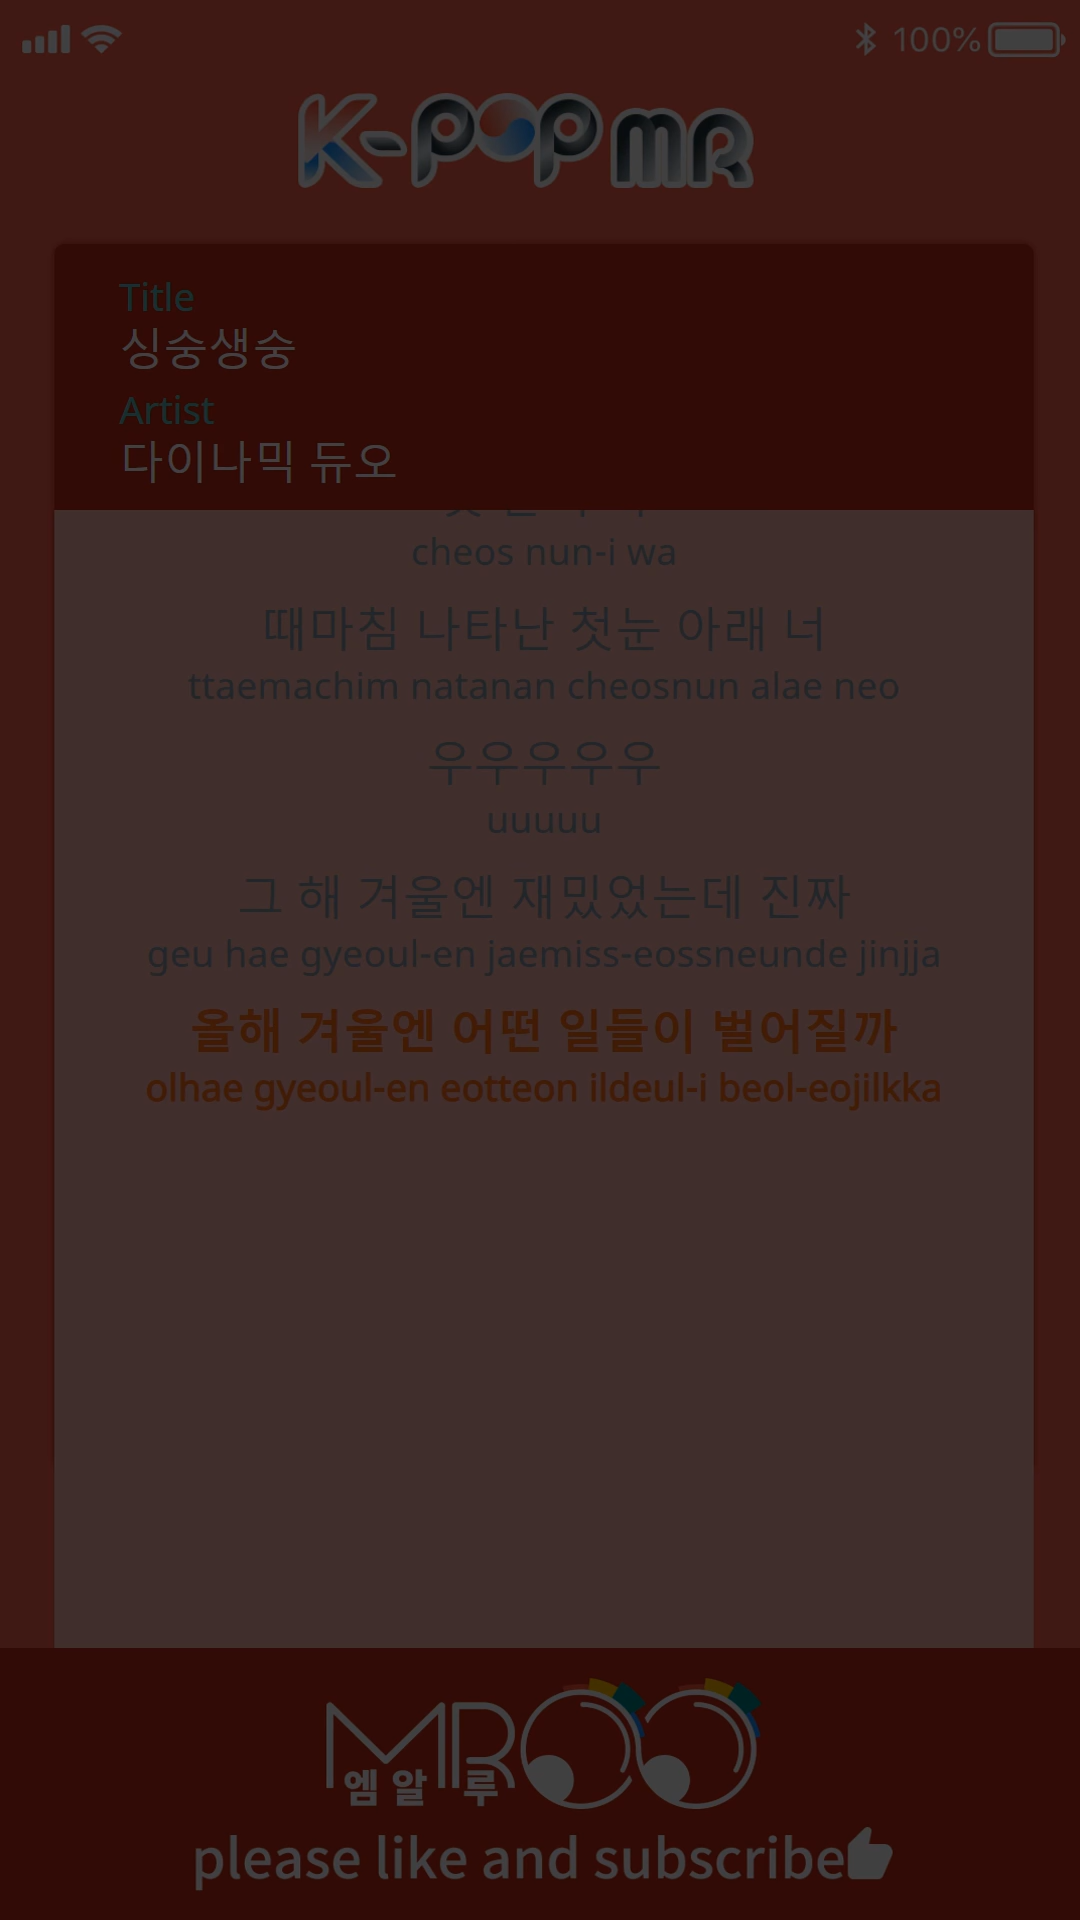 100%
K-POP MR
Title
싱숭생숭
Artist
다이나믹 듀오
cheos nun-i wa
때마침 나타난 첫눈 아래 너
ttaemachim natanan cheosnun alae neo
우우우우우
uuuuu
그 해 겨울엔 재밌었는데 진짜
geu hae gyeoul-en jaemiss-eossneunde jinjja
올해 겨울엔 어떤 일들이 벌어질까
olhae gyeoul-en eotteon ildeul-i beol-eojilkka
MROO
엠알루
please like and subscribe